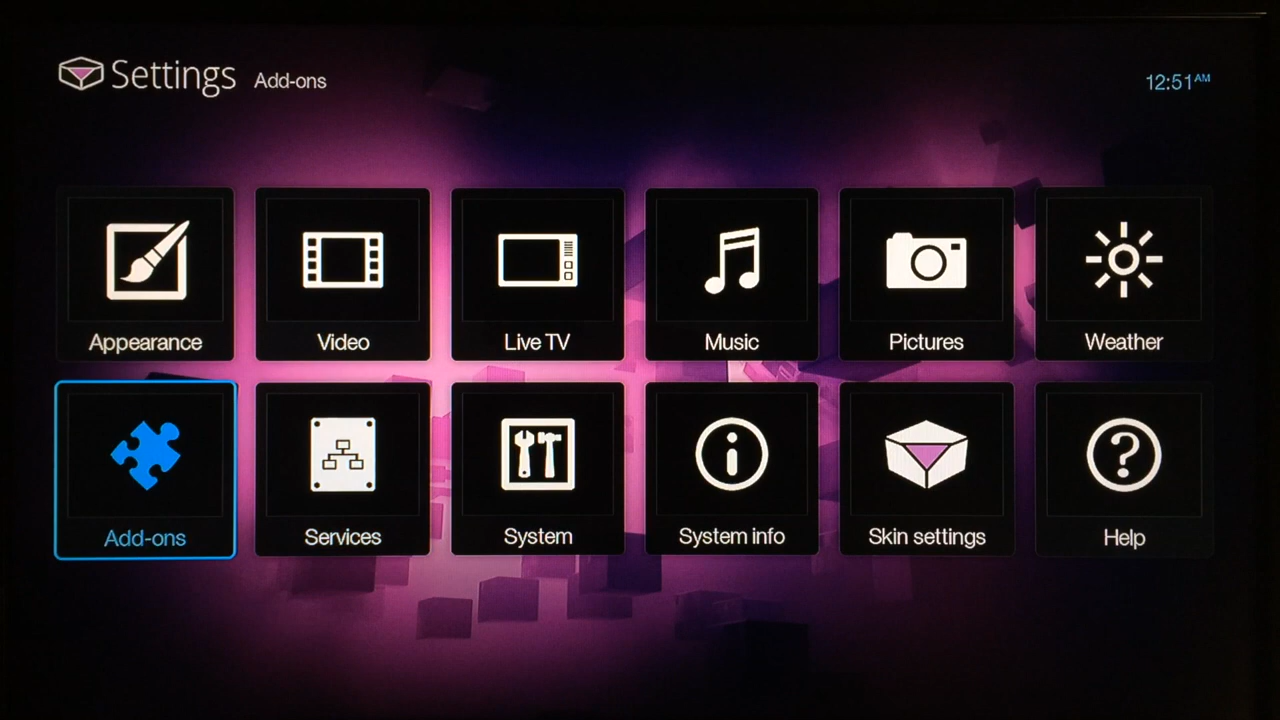 Settings Add-ons
12:51AM
Appearance
Video
Live TV
Music
Pictures
Weather
Add-ons
Services
System
System info
Skin settings
Help